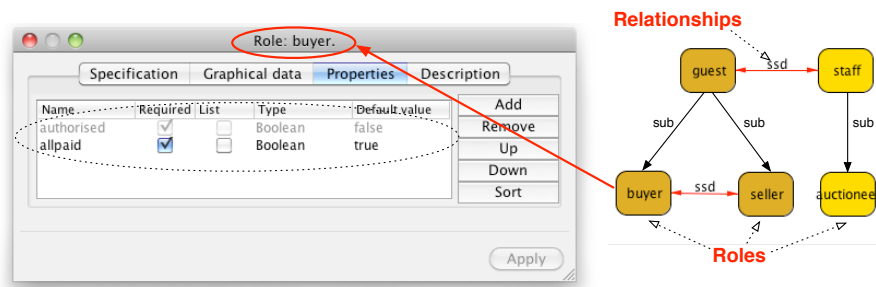 Relationships
Role: buyer.
Specification Graphical data Properties Description
Name Required List Type Default value
authorised Boolean false
allpaid Boolean true
Add
Remove
Up
Down
Sort
Apply
guest ssd staff
sub sub sub
buyer ssd seller auctionee
Roles